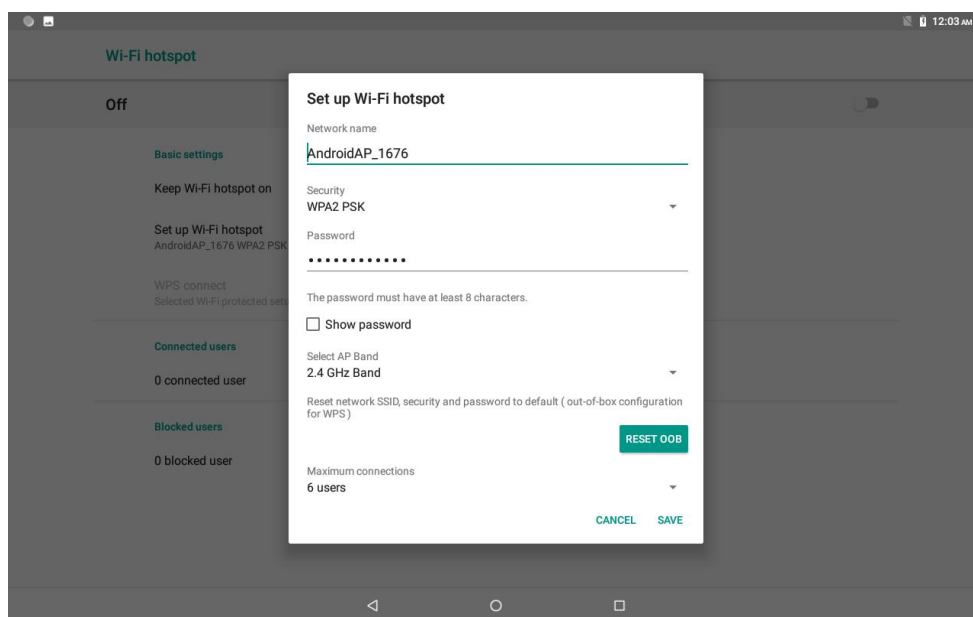 12:03 AM
Wi-Fi hotspot
Off
Basic settings
Keep Wi-Fi hotspot on
Set up Wi-Fi hotspot
AndroidAP_1676 WPA2 PSK
WPS connect
Selected Wi-Fi protected
Connected users
0 connected user
Blocked users
0 blocked user
Set up Wi-Fi hotspot
Network name
AndroidAP_1676
Security
WPA2 PSK
Password
••••••••••••
The password must have at least 8 characters.
Show password
Select AP Band
2.4 GHz Band
Reset network SSID, security and password to default ( out-of-box configuration
for WPS )
RESET OOB
Maximum connections
6 users
CANCEL SAVE